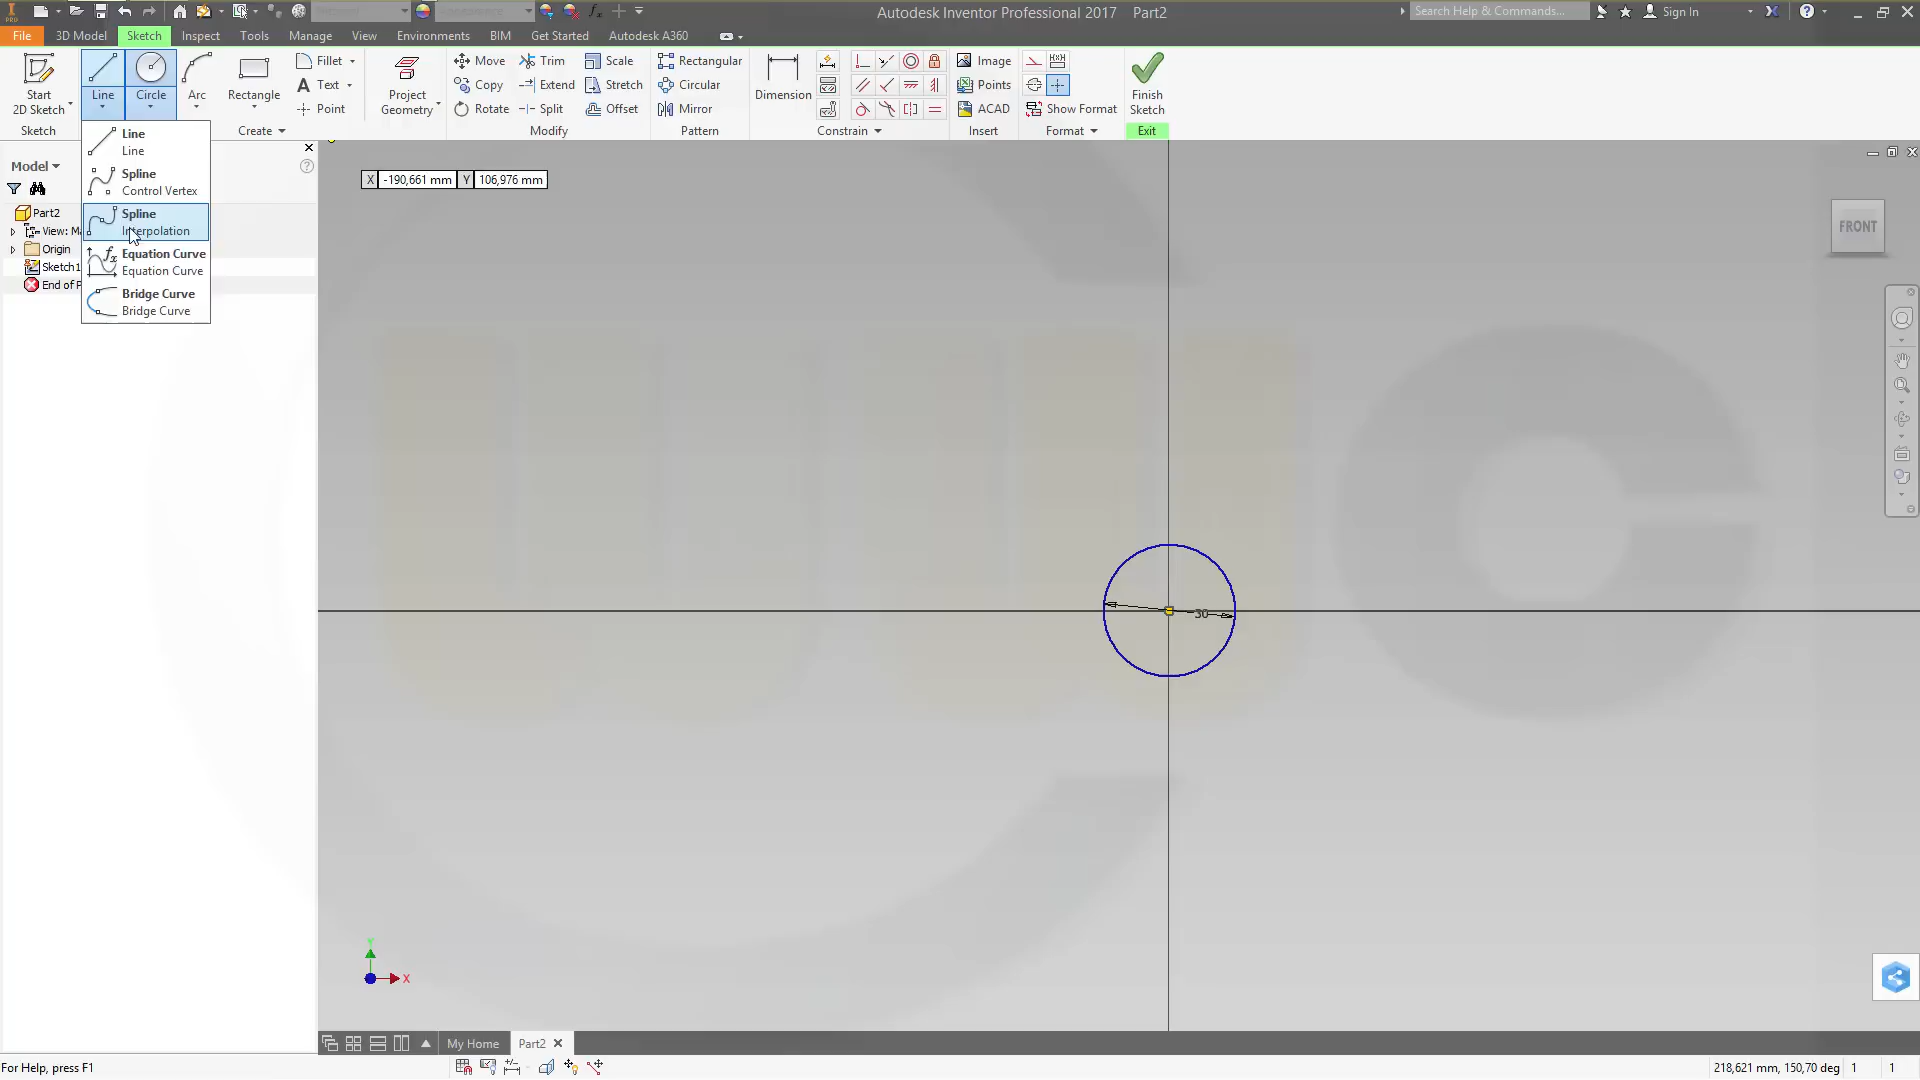 Autodesk Inventor Professional 2017 Part2
Search Help & Commands...
Sign In
File 3D Model Sketch Inspect Tools Manage View Environments BIM Get Started Autodesk A360
Start
2D Sketch
Line
Circle
Arc
Rectangle
Fillet
Text
Point
Project
Geometry
Move
Copy
Rotate
Trim
Extend
Split
Scale
Stretch
Offset
Rectangular
Circular
Mirror
Dimension
Image
Points
ACAD
Show Format
Finish
Sketch
Sketch
Create
Modify
Pattern
Constrain
Insert
Format
Exit
Line
Line
Spline
Control Vertex
Spline
Interpolation
Equation Curve
Equation Curve
Bridge Curve
Bridge Curve
Model
Part2
View:
Origin
Sketch1
End of
X -190,661 mm Y 106,976 mm
FRONT
30
Y
X
My Home Part2
For Help, press F1
218,621 mm, 150,70 deg 1 1